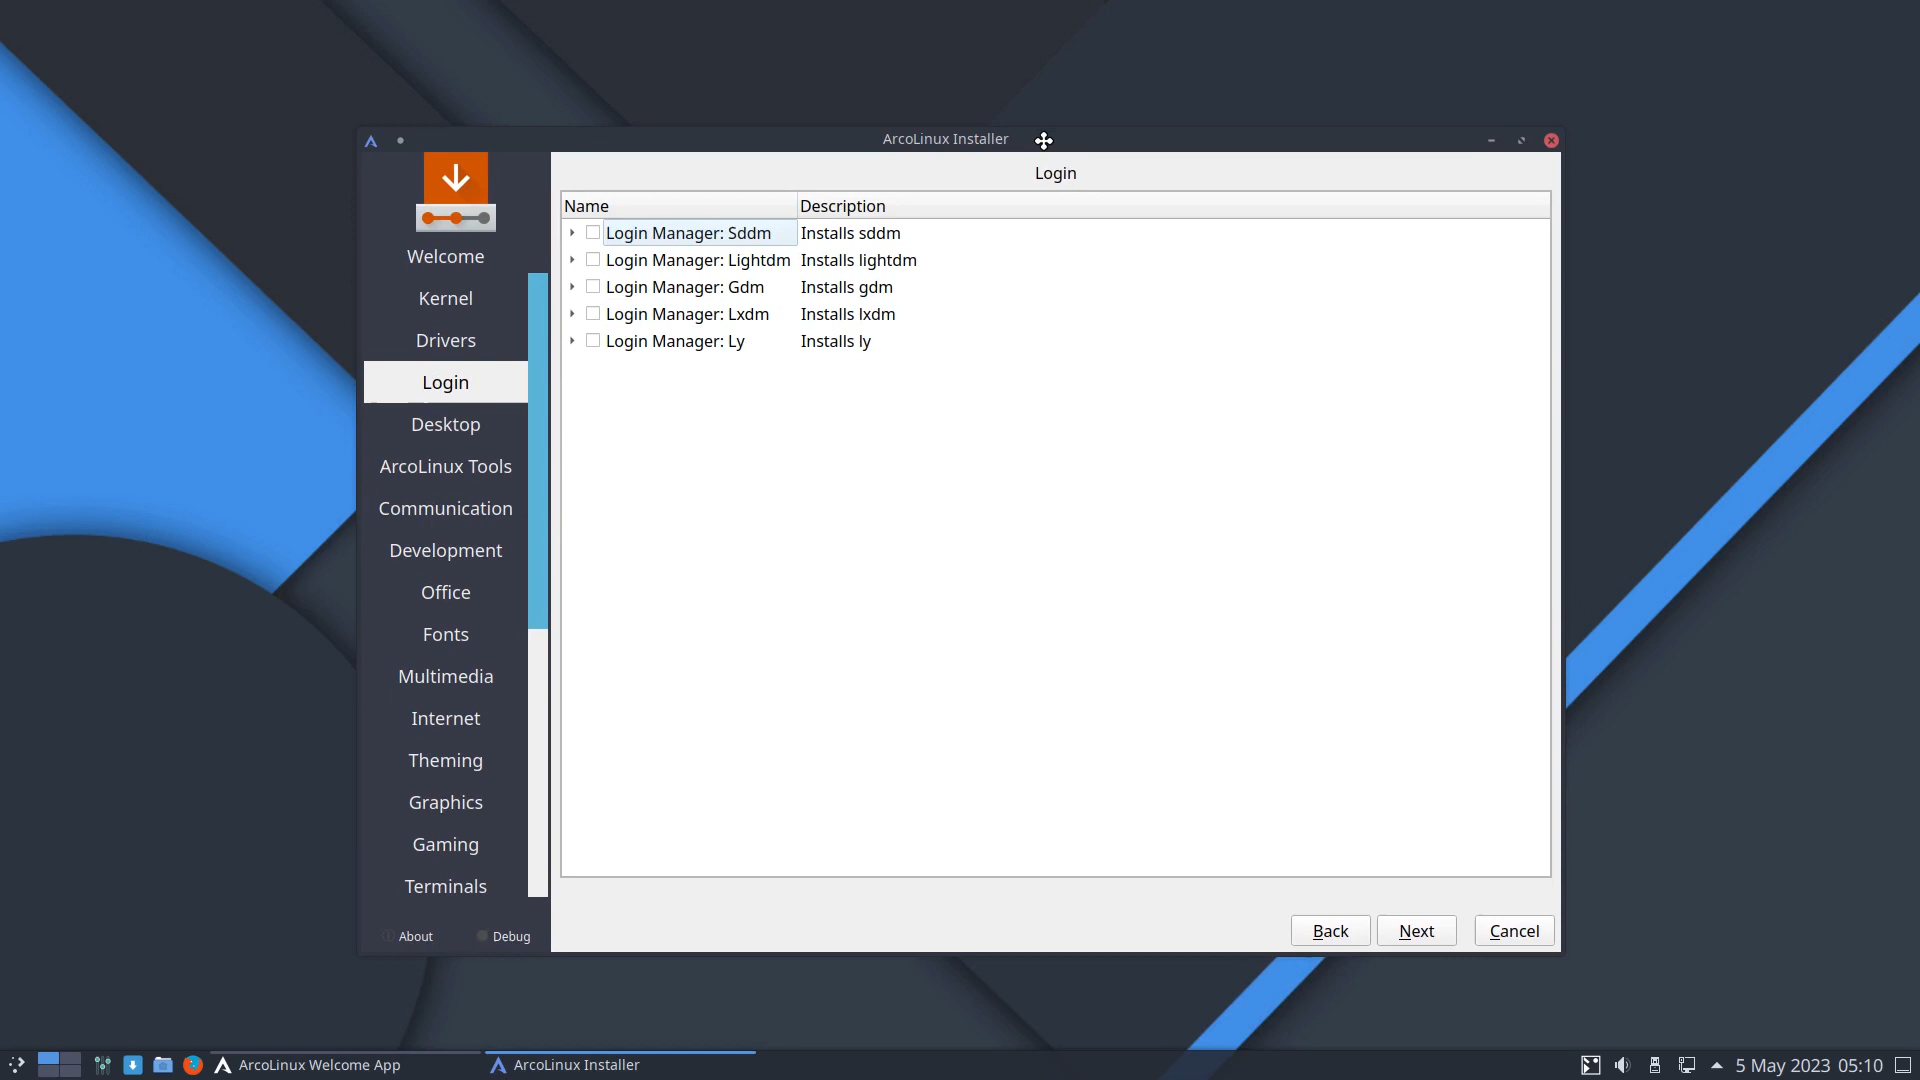 ArcoLinux Installer
Welcome
Kernel
Drivers
Login
Desktop
ArcoLinux Tools
Communication
Development
Office
Fonts
Multimedia
Internet
Theming
Graphics
Gaming
Terminals
About
Debug
Login
Name Description
Login Manager: Sddm Installs sddm
Login Manager: Lightdm Installs lightdm
Login Manager: Gdm Installs gdm
Login Manager: Lxdm Installs lxdm
Login Manager: Ly Installs ly
Back
Next
Cancel
ArcoLinux Welcome App
ArcoLinux Installer
5 May 2023 05:10